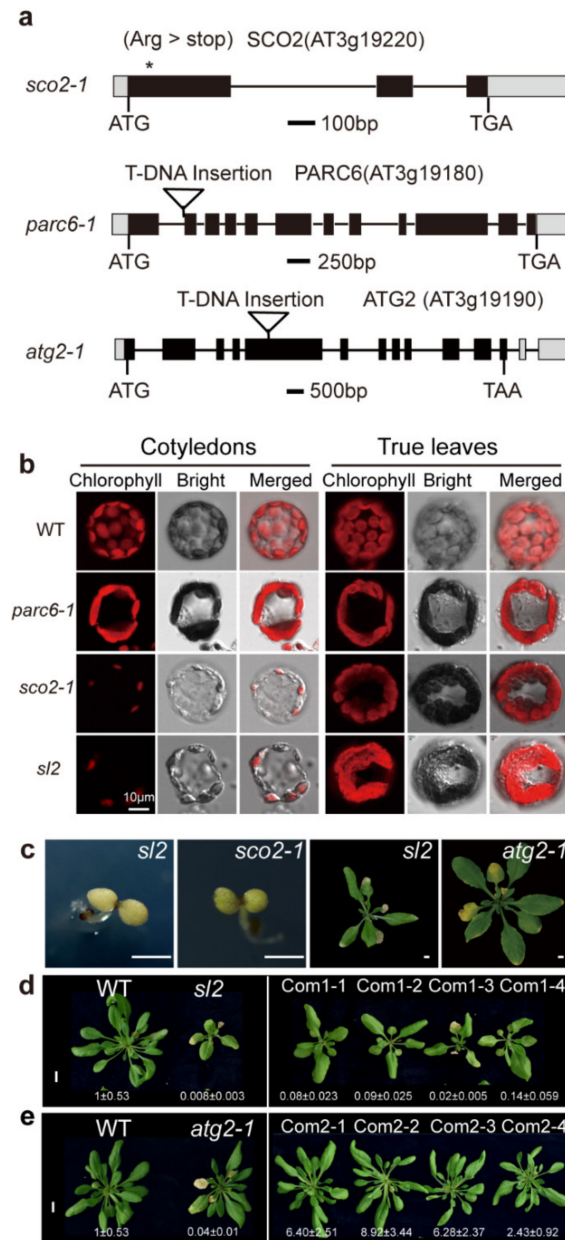 a
(Arg > stop) SCO2(AT3g19220)
*
sco2-1
ATG TGA
100bp
T-DNA Insertion PARC6(AT3g19180)
parc6-1
ATG TGA
250bp
T-DNA Insertion ATG2 (AT3g19190)
atg2-1
ATG TAA
500bp
b
Cotyledons True leaves
Chlorophyll Bright Merged Chlorophyll Bright Merged
WT
parc6-1
sco2-1
sl2
10μm
c
sl2 sco2-1 sl2 atg2-1
d
WT sl2 Com1-1 Com1-2 Com1-3 Com1-4
1±0.53 0.008±0.003 0.08±0.023 0.09±0.025 0.02±0.005 0.14±0.059
e
WT atg2-1 Com2-1 Com2-2 Com2-3 Com2-4
1±0.53 0.04±0.01 6.40±2.51 8.92±3.44 6.28±2.37 2.43±0.92